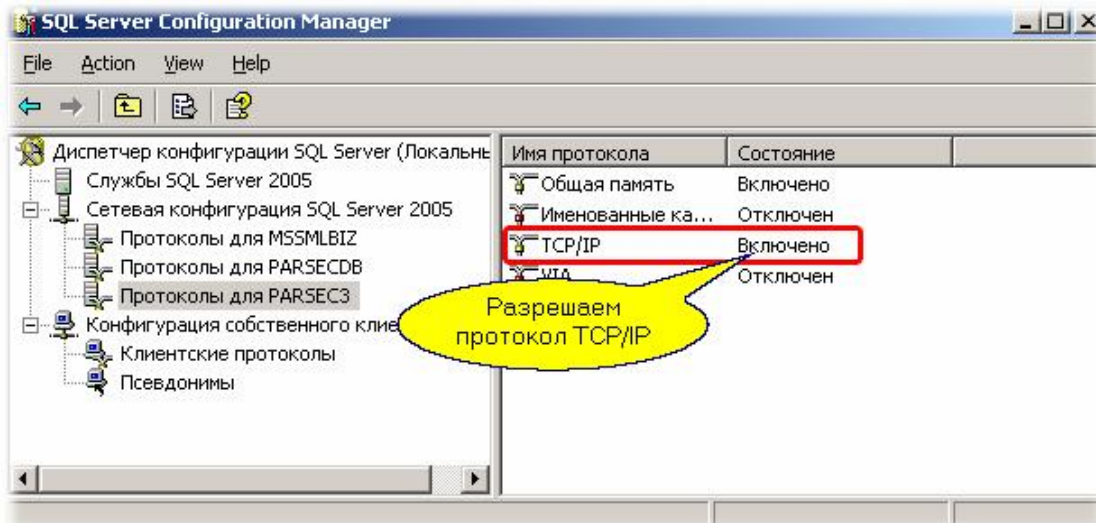 SQL Server Configuration Manager
File Action View Help
Диспетчер конфигурации SQL Server (Локальнь
Службы SQL Server 2005
Сетевая конфигурация SQL Server 2005
Протоколы для MSSMLBIZ
Протоколы для PARSECDB
Протоколы для PARSEC3
Конфигурация собственного клие
Клиентские протоколы
Псевдонимы
Имя протокола Состояние
Общая память Включено
Именованные ка... Отключен
TCP/IP Включено
VIA Отключен
Разрешаем
протокол TCP/IP